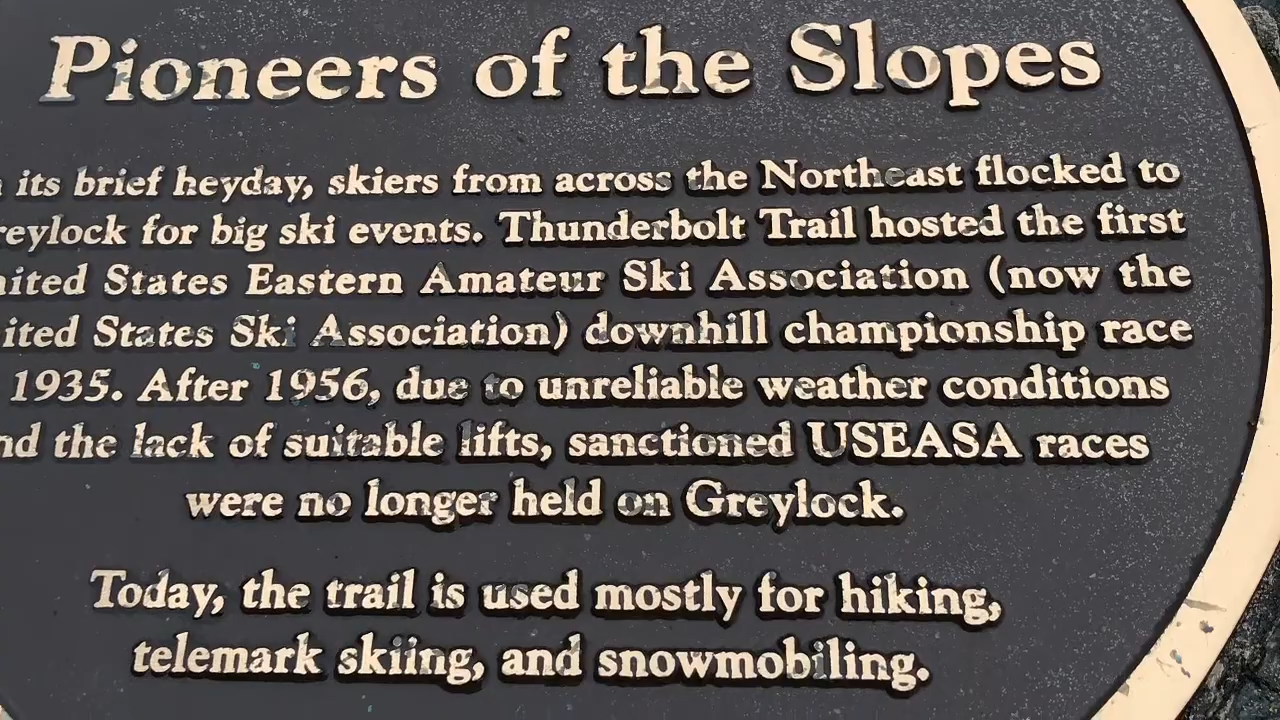 Pioneers of the Slopes
its brief heyday, skiers from across the Northeast flocked to
reylock for big ski events. Thunderbolt Trail hosted the first
nited States Eastern Amateur Ski Association (now the
ited States Ski Association) downhill championship race
1935. After 1956, due to unreliable weather conditions
nd the lack of suitable lifts, sanctioned USEASA races
were no longer held on Greylock.
Today, the trail is used mostly for hiking,
telemark skiing, and snowmobiling.